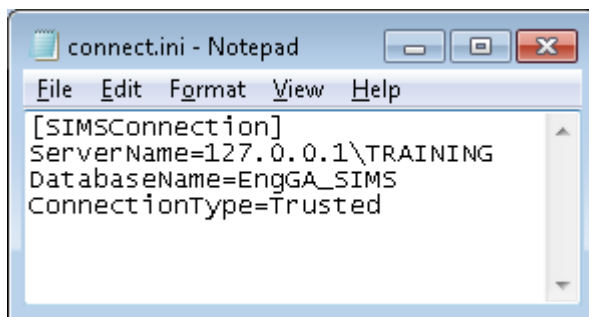 connect.ini - Notepad
File Edit Format View Help
[SIMSConnection]
ServerName=127.0.0.1\TRAINING
DatabaseName=EngGA_SIMS
ConnectionType=Trusted